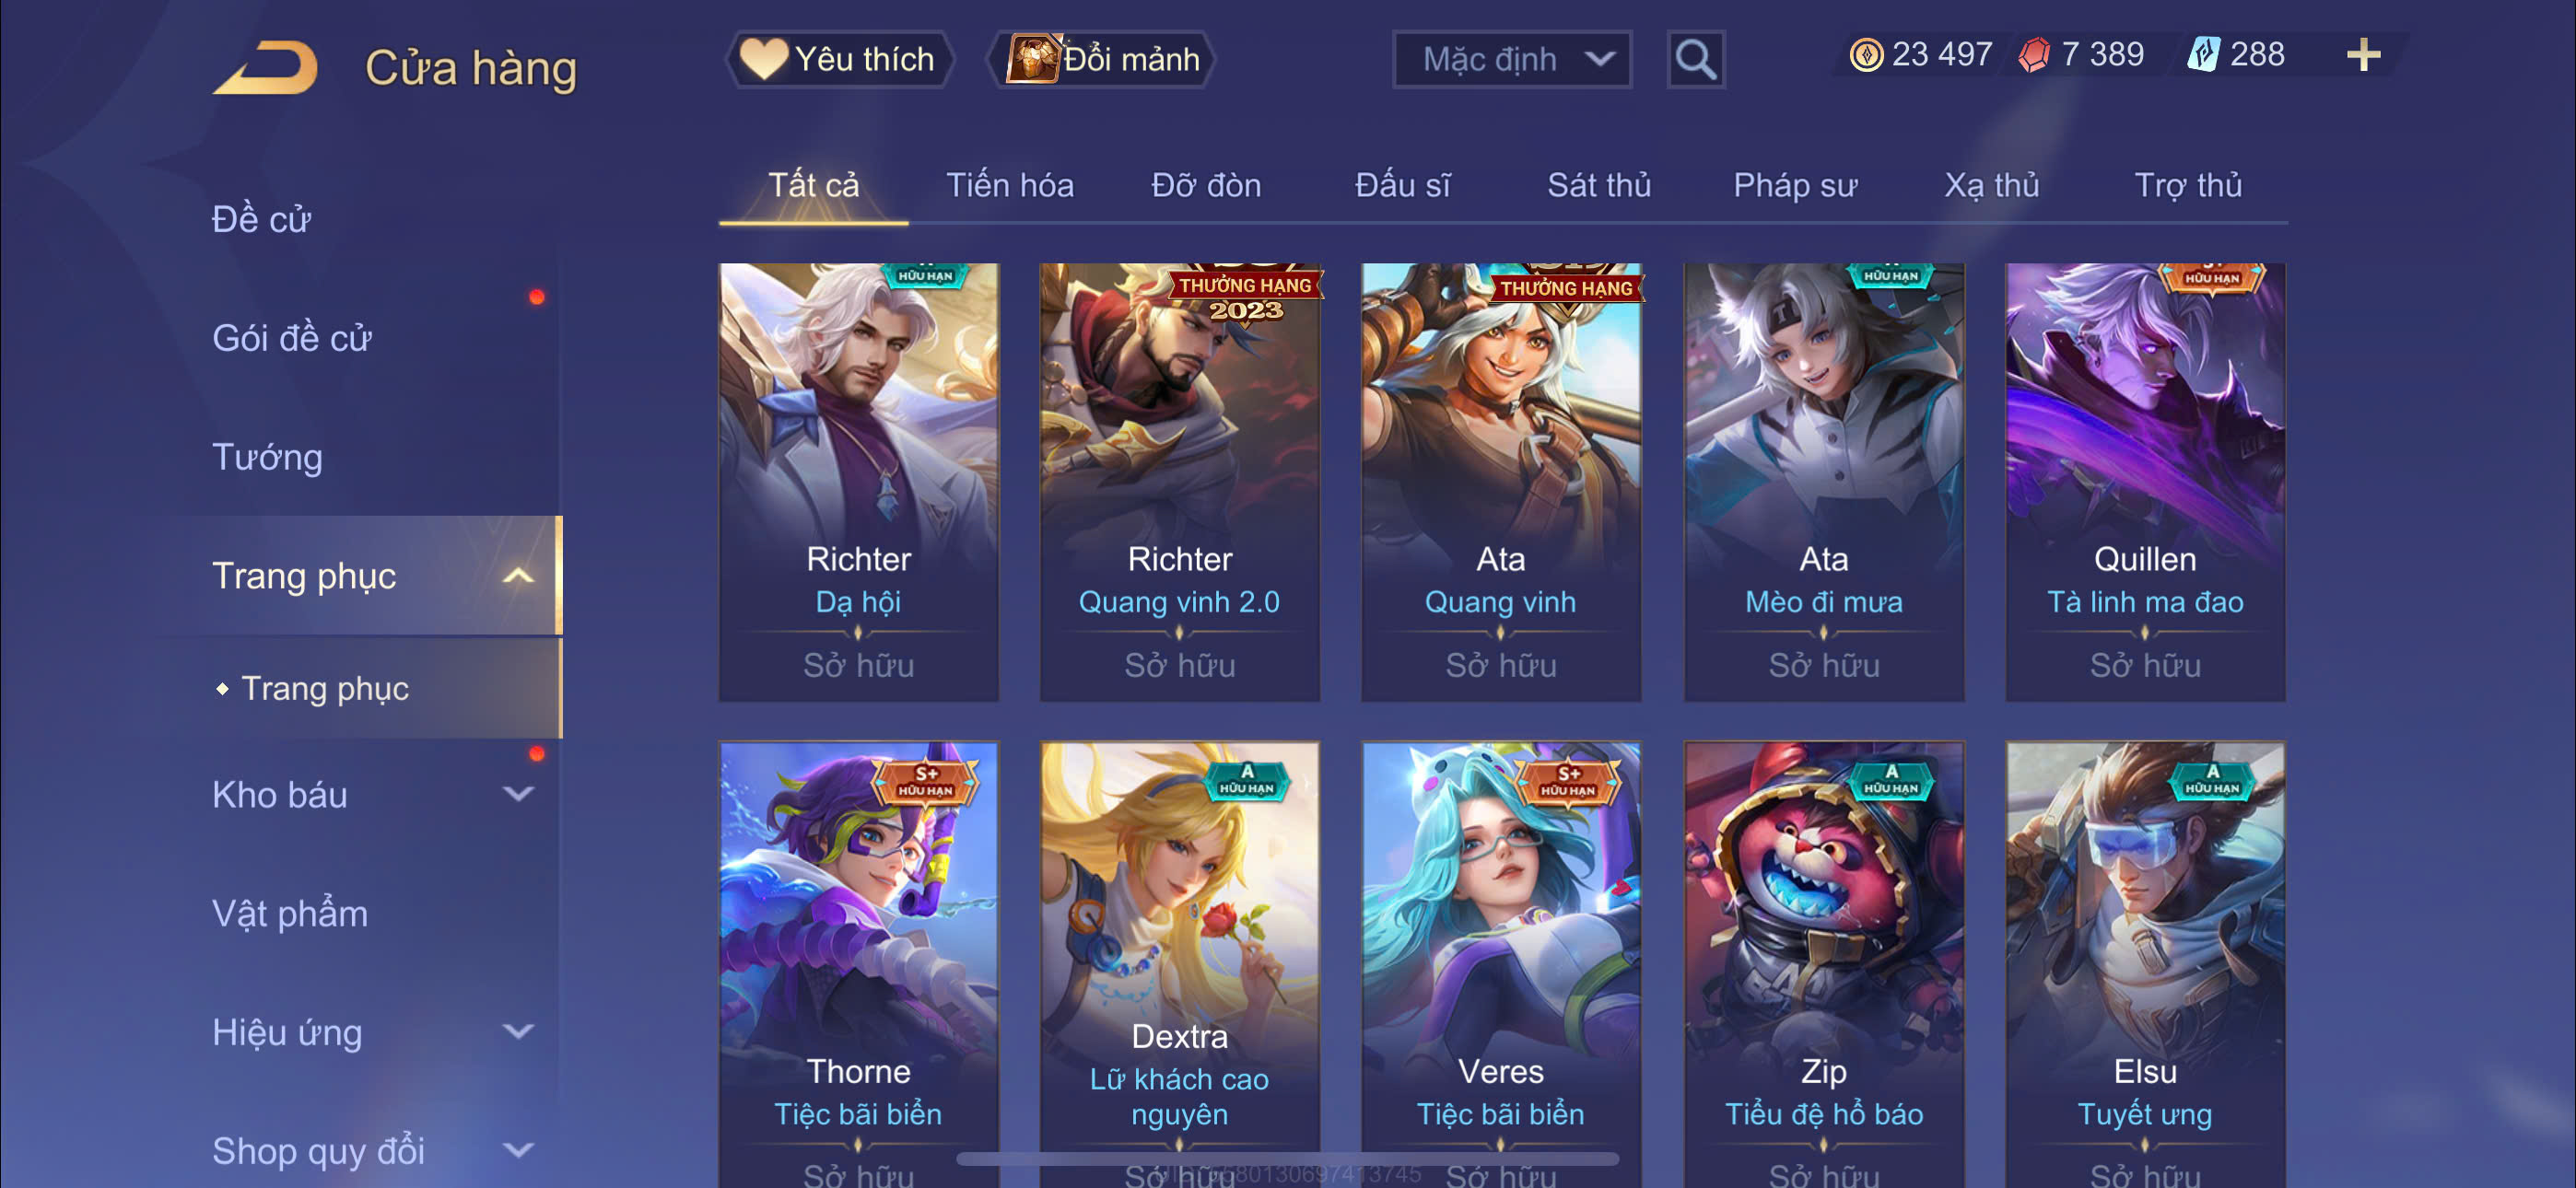 Cửa hàng
Yêu thích
Đổi mảnh
Mặc định
23 497
7 389
288
Tất cả
Tiến hóa
Đỡ đòn
Đấu sĩ
Sát thủ
Pháp sư
Xạ thủ
Trợ thủ
Đề cử
Gói đề cử
Tướng
Trang phục
Trang phục
Kho báu
Vật phẩm
Hiệu ứng
Shop quy đổi
HỮU HẠN
Richter
Dạ hội
Sở hữu
THƯỞNG HẠNG
2023
Richter
Quang vinh 2.0
Sở hữu
THƯỞNG HẠNG
Ata
Quang vinh
Sở hữu
HỮU HẠN
Ata
Mèo đi mưa
Sở hữu
HỮU HẠN
Quillen
Tà linh ma đao
Sở hữu
S+
HỮU HẠN
Thorne
Tiệc bãi biển
Sở hữu
A
HỮU HẠN
Dextra
Lữ khách cao
nguyên
Sở hữu
S+
HỮU HẠN
Veres
Tiệc bãi biển
Sở hữu
A
HỮU HẠN
Zip
Tiểu đệ hổ báo
Sở hữu
A
HỮU HẠN
Elsu
Tuyết ưng
Sở hữu